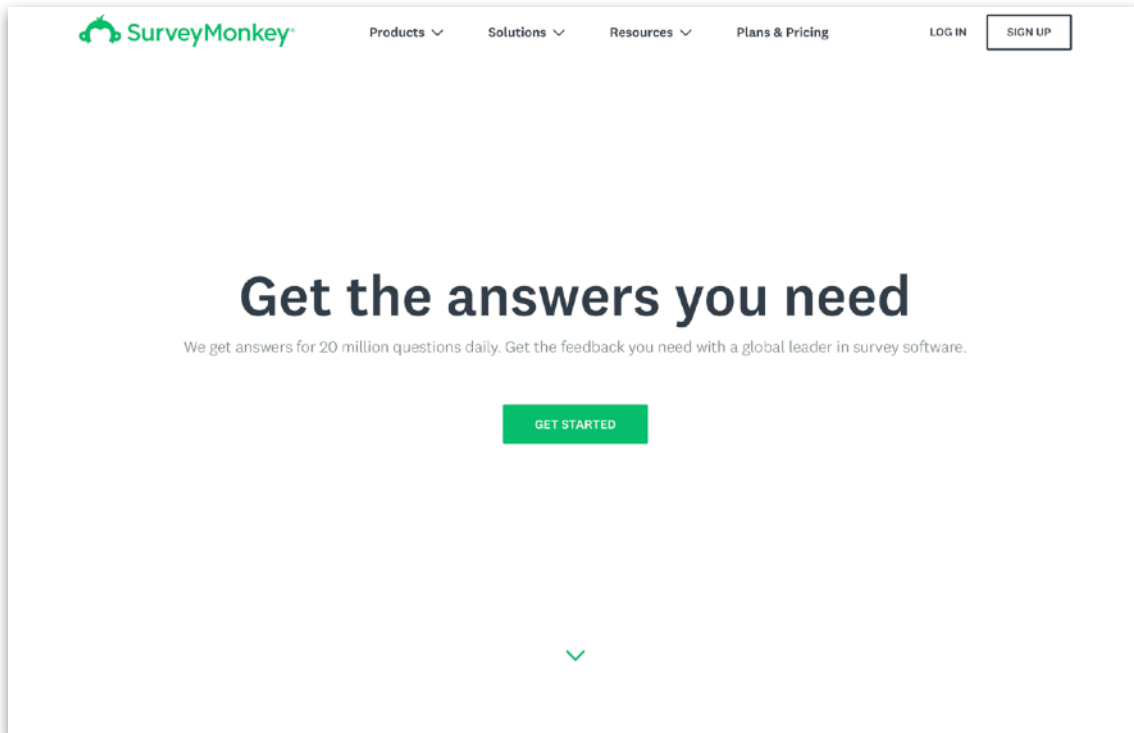 SurveyMonkey®
Products
Solutions
Resources
Plans & Pricing
LOG IN
SIGN UP
Get the answers you need
We get answers for 20 million questions daily. Get the feedback you need with a global leader in survey software.
GET STARTED